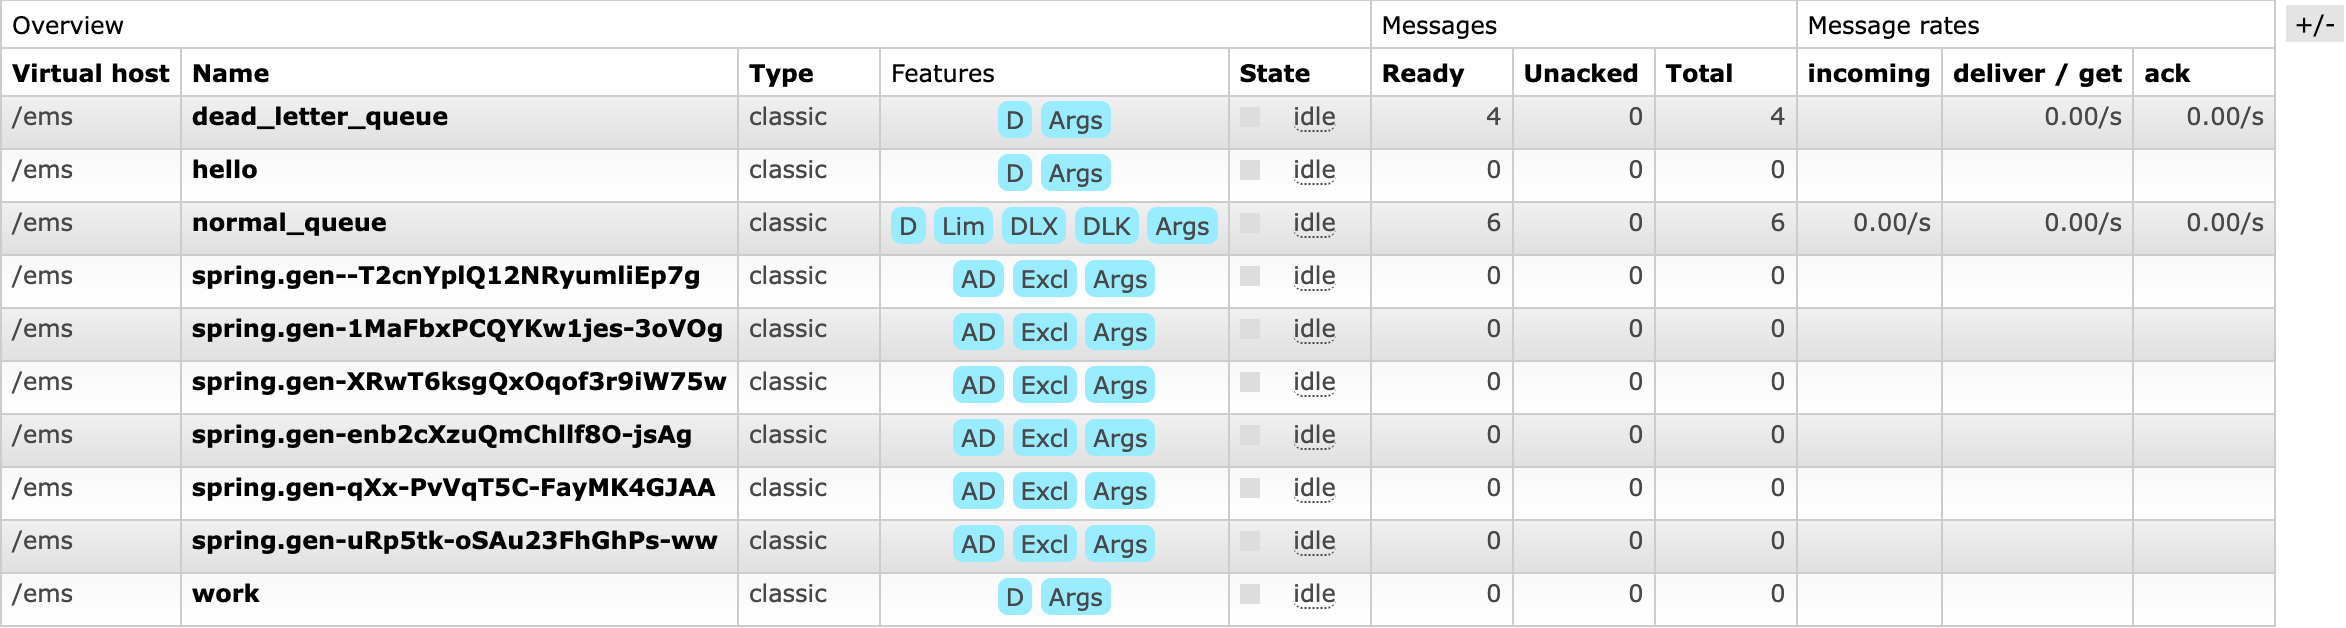 Overview Messages Message rates +/-
Virtual host Name Type Features State Ready Unacked Total incoming deliver / get ack
/ems dead_letter_queue classic D Args idle 4 0 4 0.00/s 0.00/s
/ems hello classic D Args idle 0 0 0
/ems normal_queue classic D Lim DLX DLK Args idle 6 0 6 0.00/s 0.00/s 0.00/s
/ems spring.gen--T2cnYplQ12NRyumliEp7g classic AD Excl Args idle 0 0 0
/ems spring.gen-1MaFbxPCQYKw1jes-3oVOg classic AD Excl Args idle 0 0 0
/ems spring.gen-XRwT6ksgQxOqof3r9iW75w classic AD Excl Args idle 0 0 0
/ems spring.gen-enb2cXzuQmChllf8O-jsAg classic AD Excl Args idle 0 0 0
/ems spring.gen-qXx-PvVqT5C-FayMK4GJAA classic AD Excl Args idle 0 0 0
/ems spring.gen-uRp5tk-oSAu23FhGhPs-ww classic AD Excl Args idle 0 0 0
/ems work classic D Args idle 0 0 0